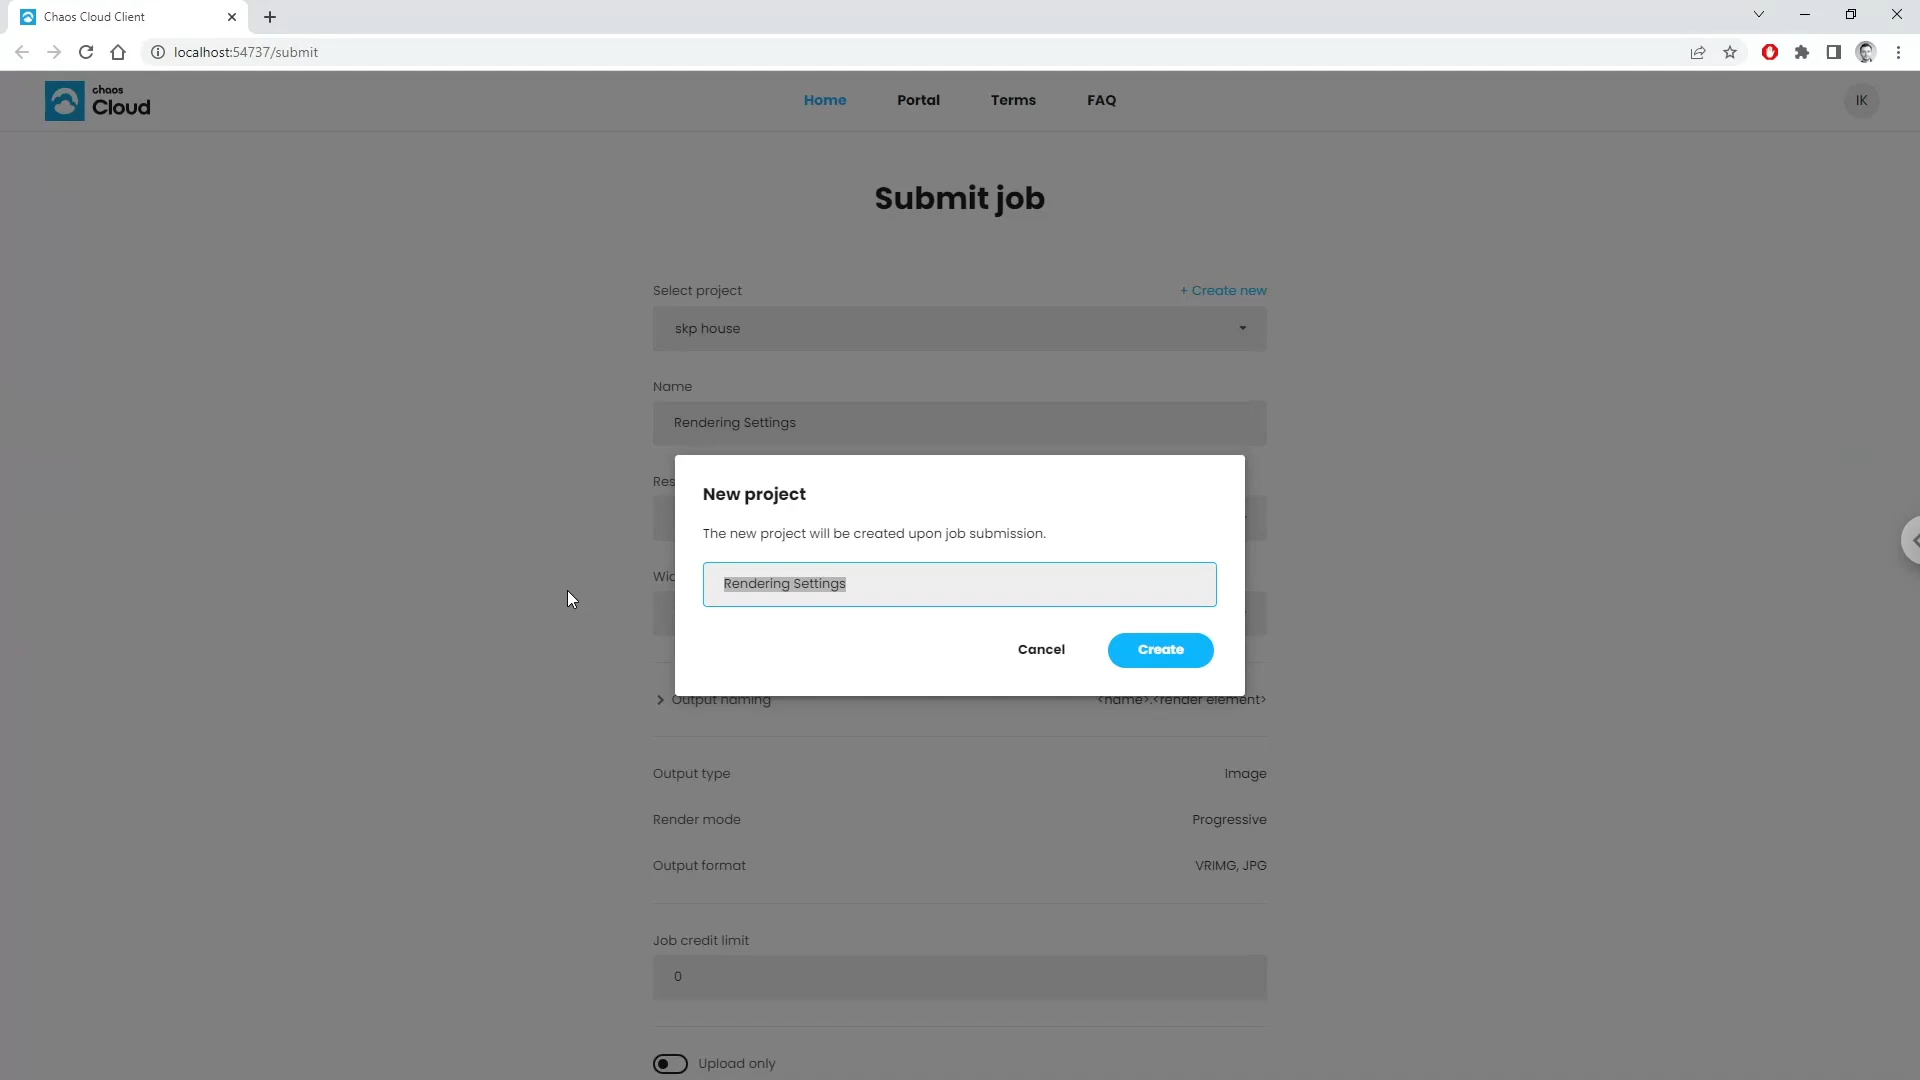 Chaos Cloud Client
localhost:54737/submit
chaos
Cloud
Home
Portal
Terms
FAQ
IK
Submit job
Select project
+ Create new
skp house
Name
Rendering Settings
Res
New project
The new project will be created upon job submission.
Wid
Rendering Settings
Cancel
Create
Output naming
<name>.<render element>
Output type
Image
Render mode
Progressive
Output format
VRIMG, JPG
Job credit limit
0
Upload only